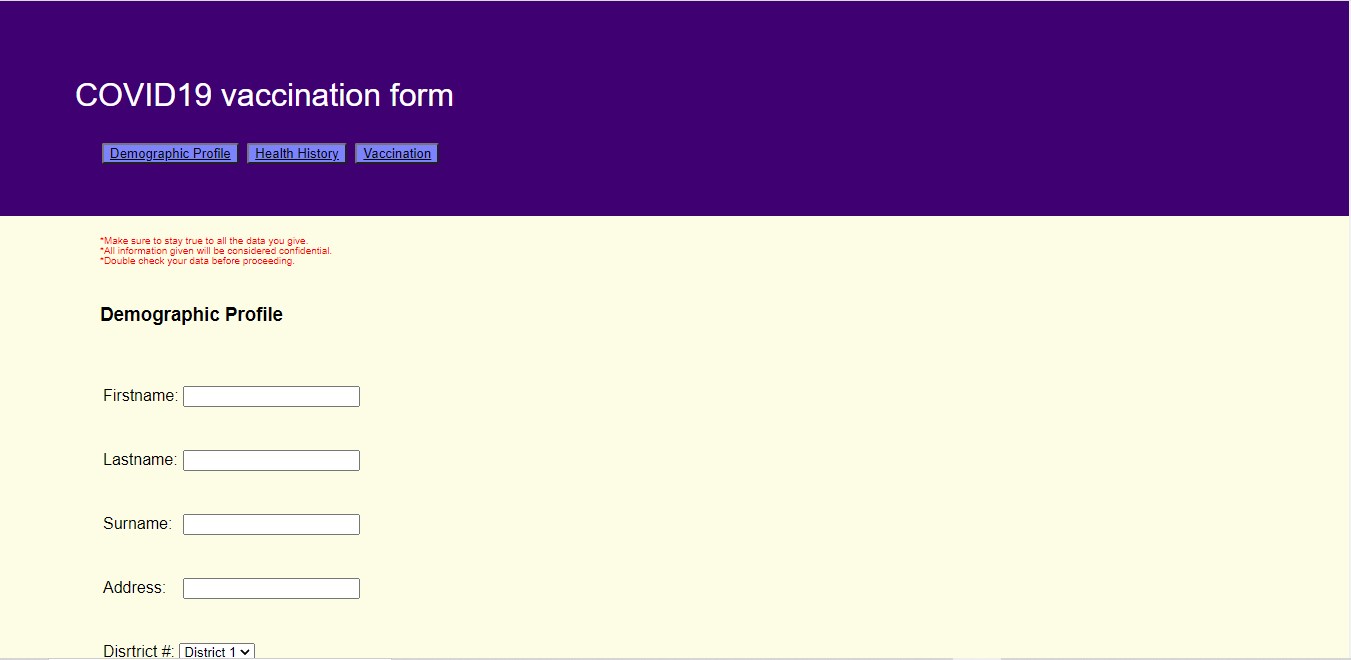 COVID19 vaccination form
Demographic Profile Health History Vaccination
*Make sure to stay true to all the data you give.
*All information given will be considered confidential.
*Double check your data before proceeding.
Demographic Profile
Firstname:
Lastname:
Surname:
Address:
Disrtrict #: District 1